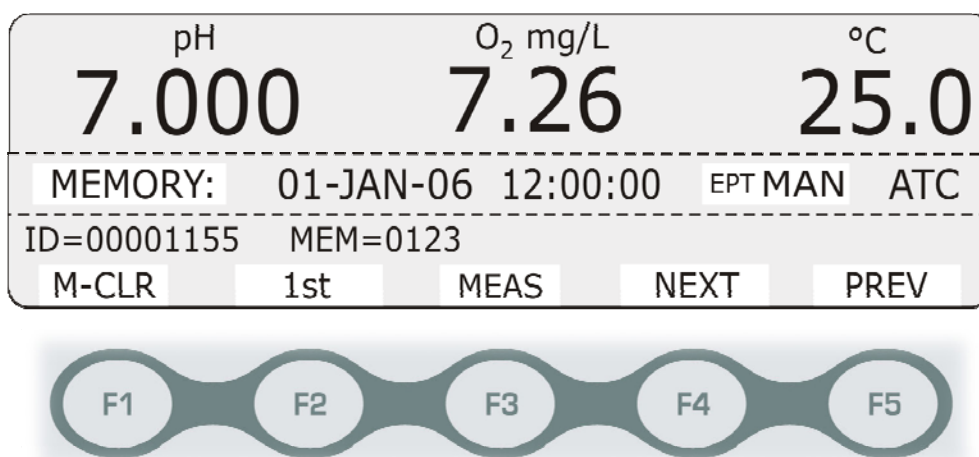 pH O₂ mg/L °C
7.000 7.26 25.0
MEMORY: 01-JAN-06 12:00:00 EPT MAN ATC
ID=00001155 MEM=0123
M-CLR 1st MEAS NEXT PREV
F1 F2 F3 F4 F5